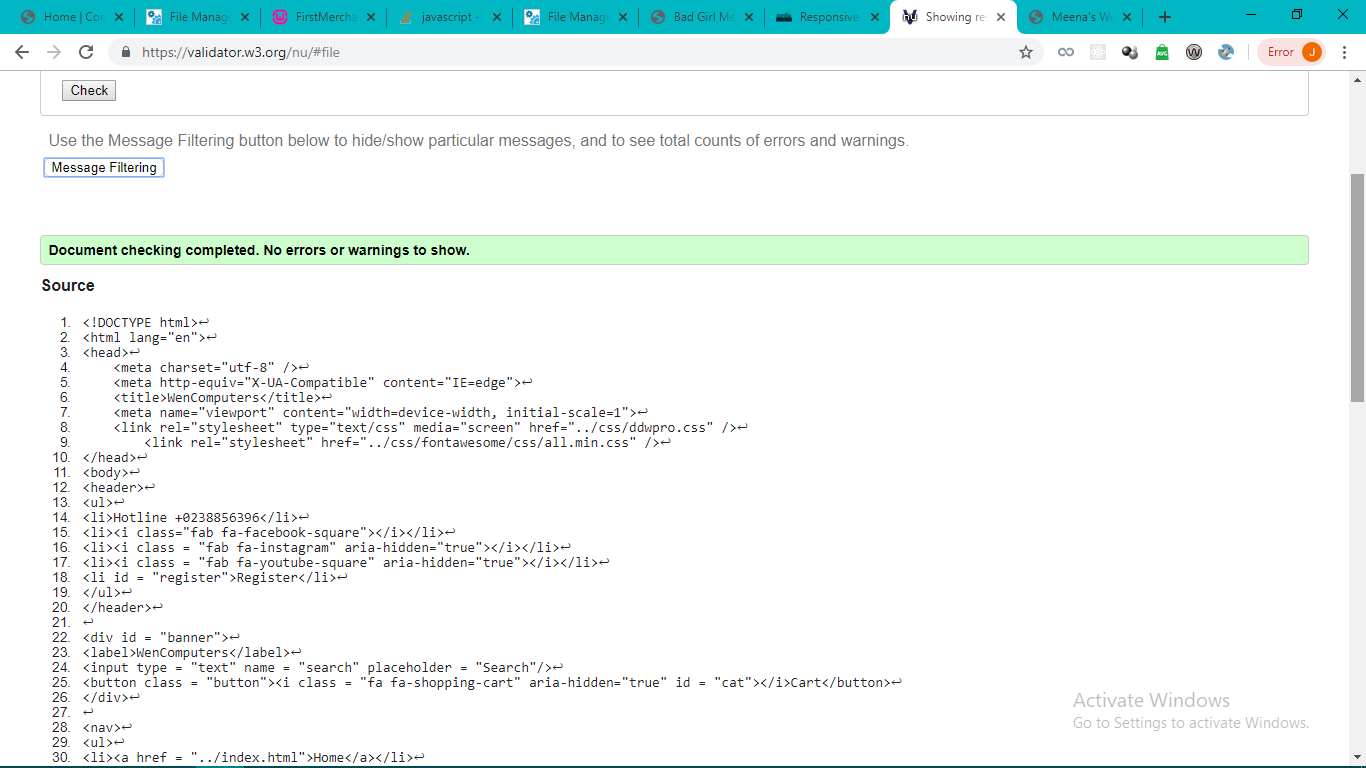 Home | Con
File Manage
FirstMercha
javascript -
File Manage
Bad Girl Me
Responsive
Showing res
Meena's We
https://validator.w3.org/nu/#file
AVG
W
Error J
Check
Use the Message Filtering button below to hide/show particular messages, and to see total counts of errors and warnings.
Message Filtering
Document checking completed. No errors or warnings to show.
Source
1. <!DOCTYPE html>↩
2. <html lang="en">↩
3. <head>↩
4. <meta charset="utf-8" />↩
5. <meta http-equiv="X-UA-Compatible" content="IE=edge">↩
6. <title>WenComputers</title>↩
7. <meta name="viewport" content="width=device-width, initial-scale=1">↩
8. <link rel="stylesheet" type="text/css" media="screen" href="../css/ddwpro.css" />↩
9. <link rel="stylesheet" href="../css/fontawesome/css/all.min.css" />↩
10. </head>↩
11. <body>↩
12. <header>↩
13. <ul>↩
14. <li>Hotline +0238856396</li>↩
15. <li><i class="fab fa-facebook-square"></i></li>↩
16. <li><i class = "fab fa-instagram" aria-hidden="true"></i></li>↩
17. <li><i class = "fab fa-youtube-square" aria-hidden="true"></i></li>↩
18. <li id = "register">Register</li>↩
19. </ul>↩
20. </header>↩
21. ↩
22. <div id = "banner">↩
23. <label>WenComputers</label>↩
24. <input type = "text" name = "search" placeholder = "Search"/>↩
25. <button class = "button"><i class = "fa fa-shopping-cart" aria-hidden="true" id = "cat"></i>Cart</button>↩
26. </div>↩
27. ↩
28. <nav>↩
29. <ul>↩
30. <li><a href = "../index.html">Home</a></li>↩
Activate Windows
Go to Settings to activate Windows.